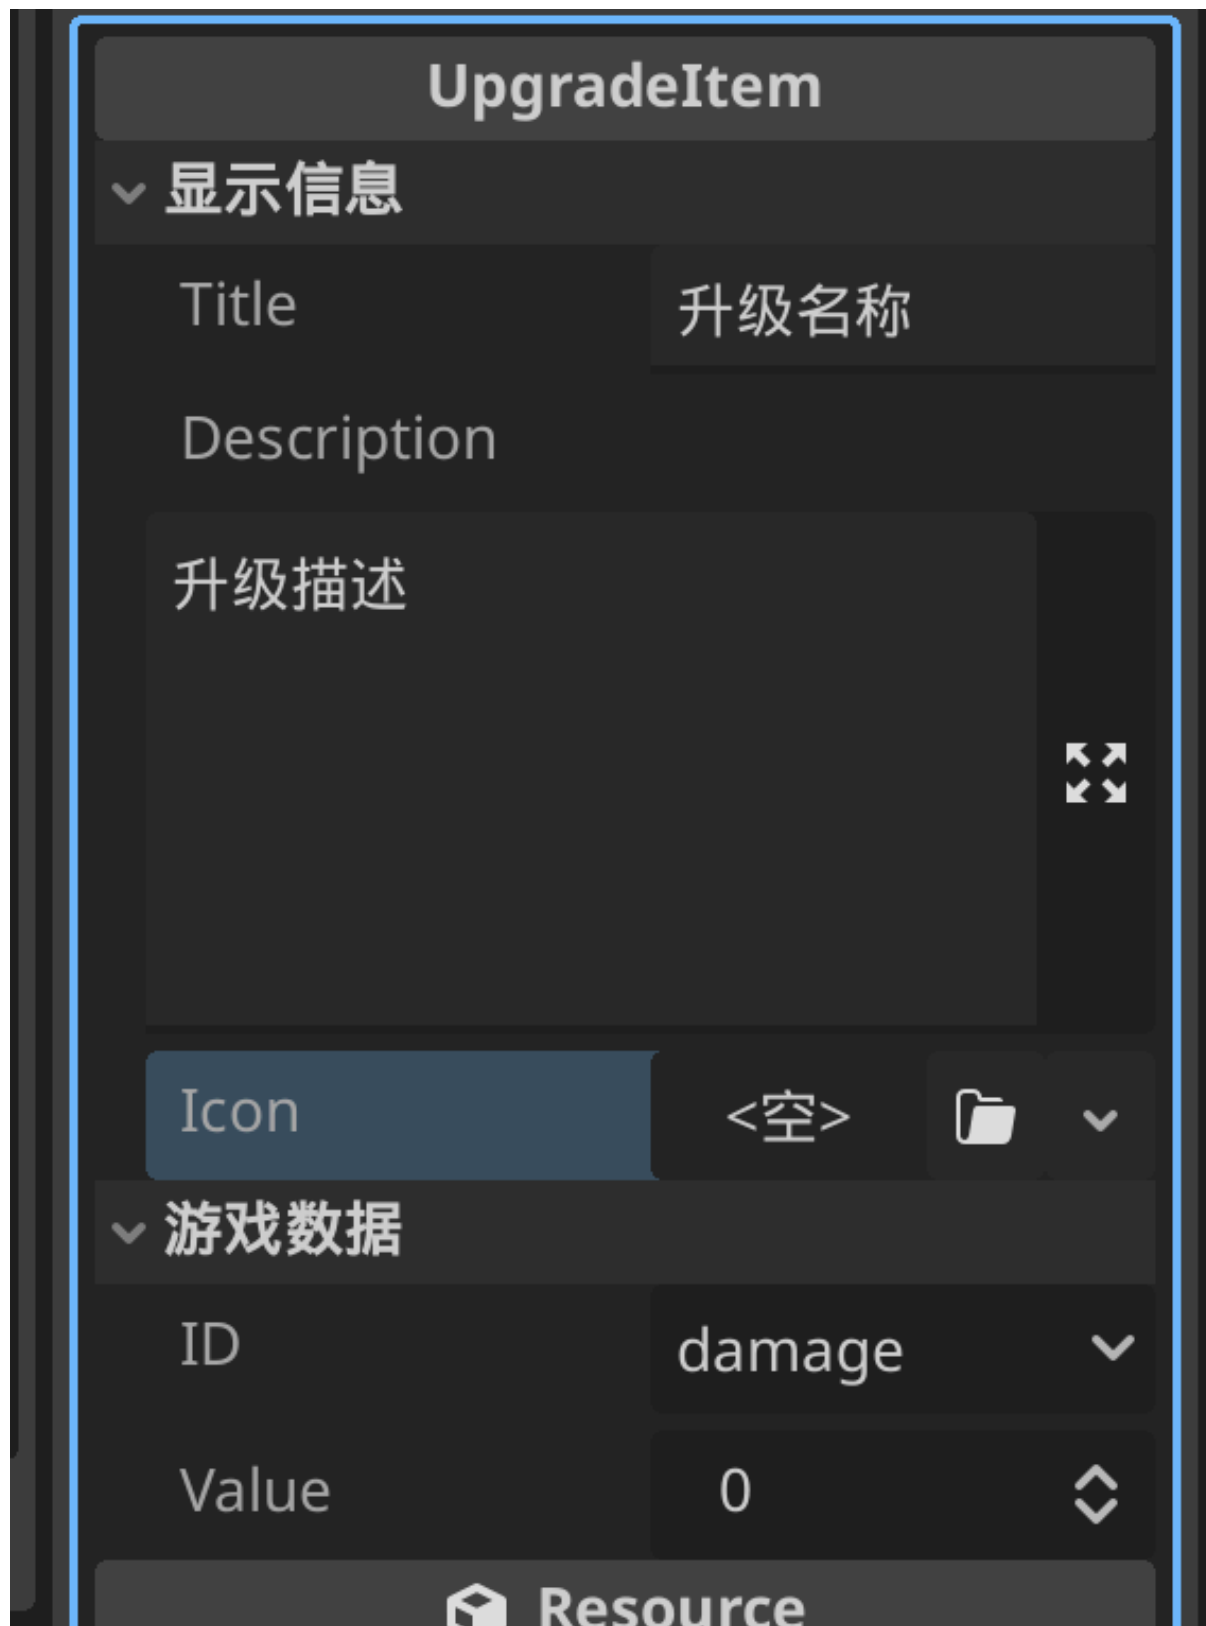 UpgradeItem
显示信息
Title 升级名称
Description
升级描述
Icon <空>
游戏数据
ID damage
Value 0
Resource